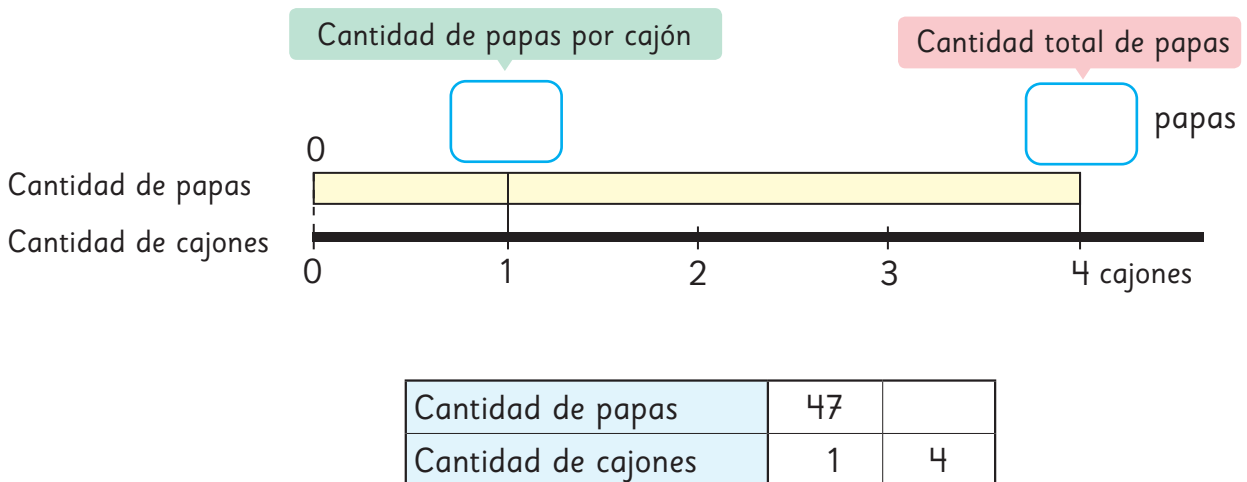 Cantidad de papas por cajón
Cantidad total de papas
papas
0
Cantidad de papas
Cantidad de cajones
0 1 2 3 4 cajones
Cantidad de papas 47
Cantidad de cajones 1 4